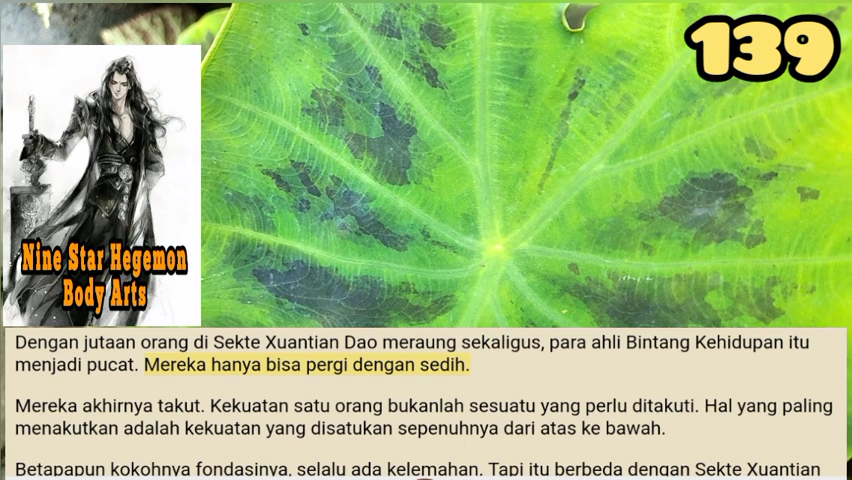 139
Nine Star Hegemon
Body Arts
Dengan jutaan orang di Sekte Xuantian Dao meraung sekaligus, para ahli Bintang Kehidupan itu
menjadi pucat. Mereka hanya bisa pergi dengan sedih.
Mereka akhirnya takut. Kekuatan satu orang bukanlah sesuatu yang perlu ditakuti. Hal yang paling
menakutkan adalah kekuatan yang disatukan sepenuhnya dari atas ke bawah.
Betapapun kokohnya fondasinya, selalu ada kelemahan. Tapi itu berbeda dengan Sekte Xuantian